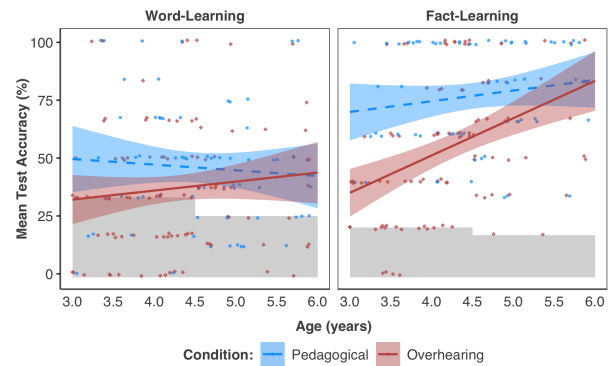 Word-Learning
Fact-Learning
Mean Test Accuracy (%)
100
75
50
25
0
3.0 3.5 4.0 4.5 5.0 5.5 6.0
3.0 3.5 4.0 4.5 5.0 5.5 6.0
Age (years)
Condition: Pedagogical Overhearing